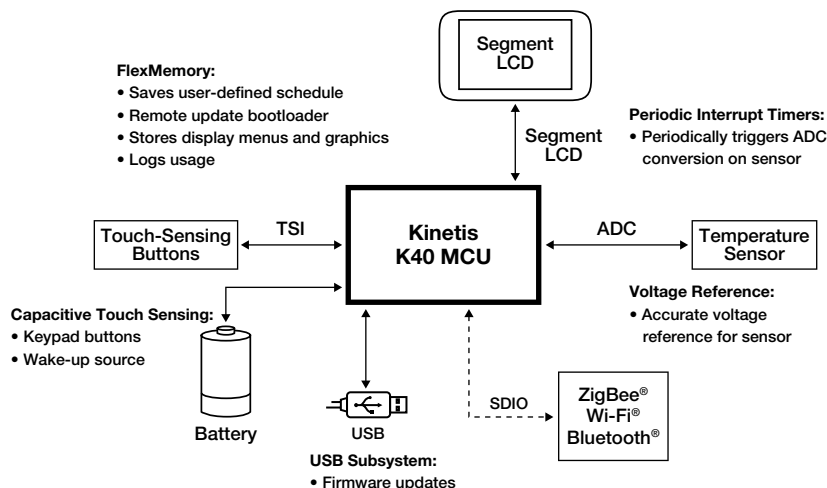 Segment
LCD
FlexMemory:
• Saves user-defined schedule
• Remote update bootloader
• Stores display menus and graphics
• Logs usage
Segment
LCD
Periodic Interrupt Timers:
• Periodically triggers ADC
conversion on sensor
Touch-Sensing
Buttons
TSI
Kinetis
K40 MCU
ADC
Temperature
Sensor
Capacitive Touch Sensing:
• Keypad buttons
• Wake-up source
Voltage Reference:
• Accurate voltage
reference for sensor
Battery
USB
SDIO
ZigBee®
Wi-Fi®
Bluetooth®
USB Subsystem:
• Firmware updates